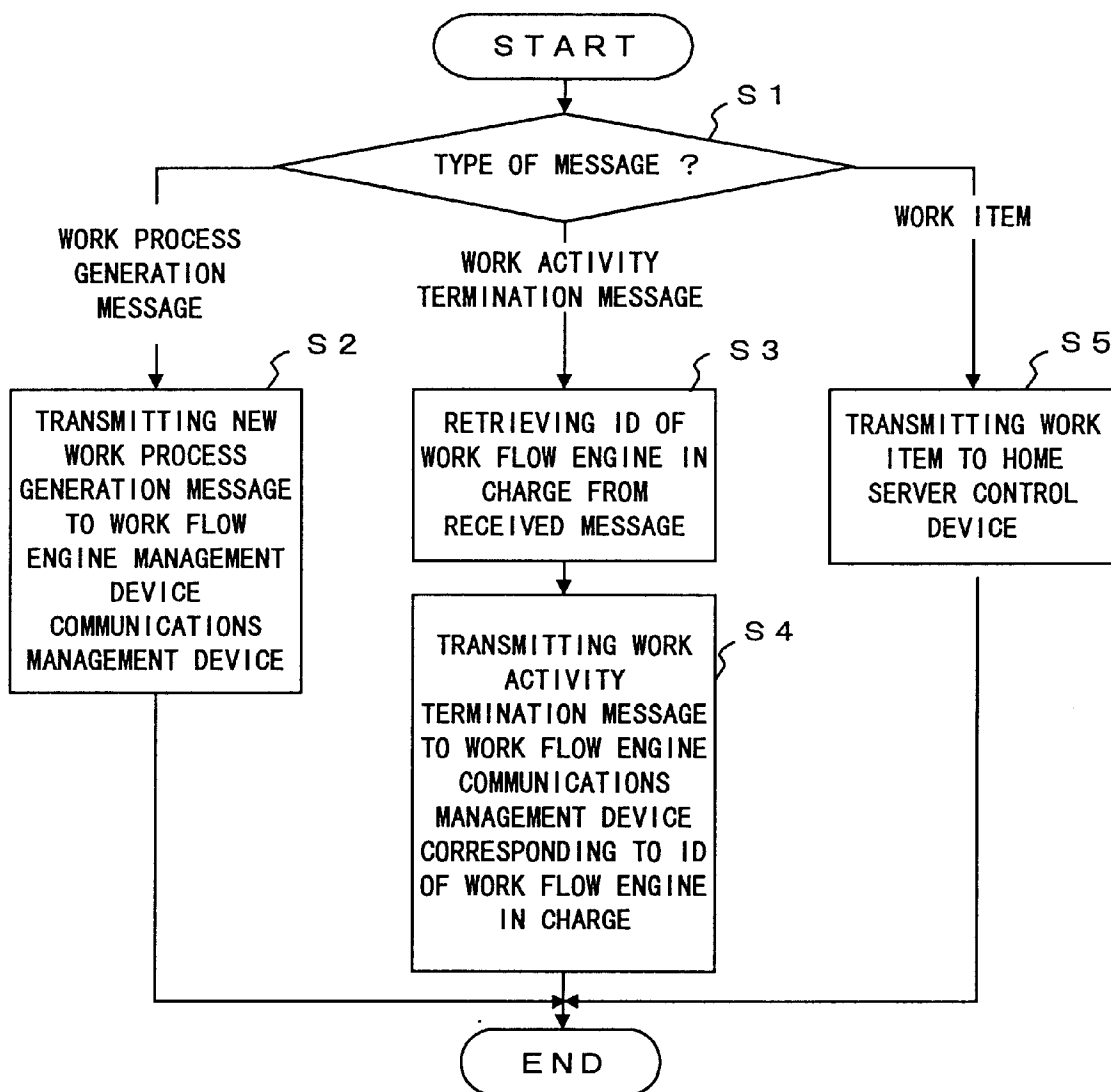 START
S1
TYPE OF MESSAGE ?
WORK PROCESS
GENERATION
MESSAGE
WORK ACTIVITY
TERMINATION MESSAGE
WORK ITEM
S2
TRANSMITTING NEW
WORK PROCESS
GENERATION MESSAGE
TO WORK FLOW
ENGINE MANAGEMENT
DEVICE
COMMUNICATIONS
MANAGEMENT DEVICE
S3
RETRIEVING ID OF
WORK FLOW ENGINE IN
CHARGE FROM
RECEIVED MESSAGE
S5
TRANSMITTING WORK
ITEM TO HOME
SERVER CONTROL
DEVICE
S4
TRANSMITTING WORK
ACTIVITY
TERMINATION MESSAGE
TO WORK FLOW ENGINE
COMMUNICATIONS
MANAGEMENT DEVICE
CORRESPONDING TO ID
OF WORK FLOW ENGINE
IN CHARGE
END